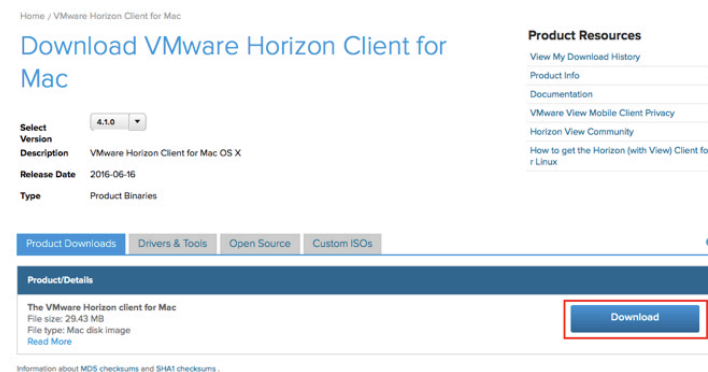 Home / VMware Horizon Client for Mac
Download VMware Horizon Client for
Mac
Select
Version
4.1.0
Description VMware Horizon Client for Mac OS X
Release Date 2016-06-16
Type Product Binaries
Product Resources
View My Download History
Product Info
Documentation
VMware View Mobile Client Privacy
Horizon View Community
How to get the Horizon (with View) Client fo
r Linux
Product Downloads Drivers & Tools Open Source Custom ISOs
Product/Details
The VMware Horizon client for Mac
File size: 29.43 MB
File type: Mac disk image
Read More
Download
Information about MD5 checksums and SHA1 checksums .